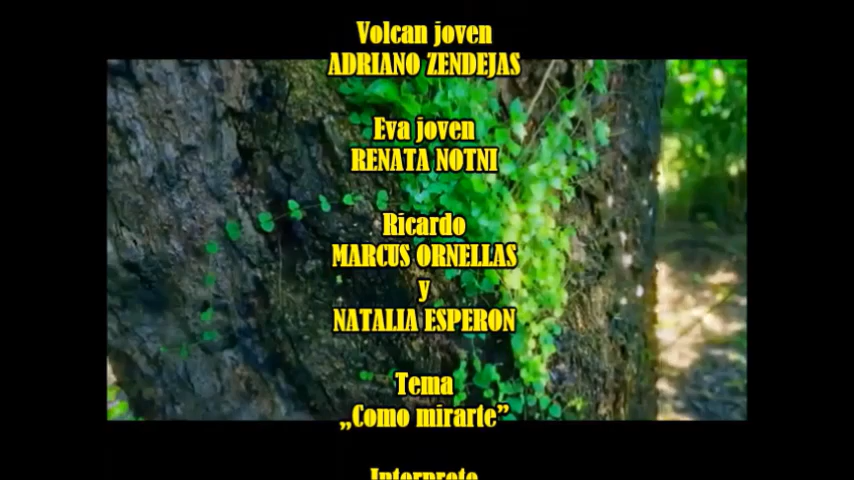 Volcan joven
ADRIANO ZENDEJAS
Eva joven
RENATA NOTNI
Ricardo
MARCUS ORNELLAS
y
NATALIA ESPERON
Tema
„Como mirarte”